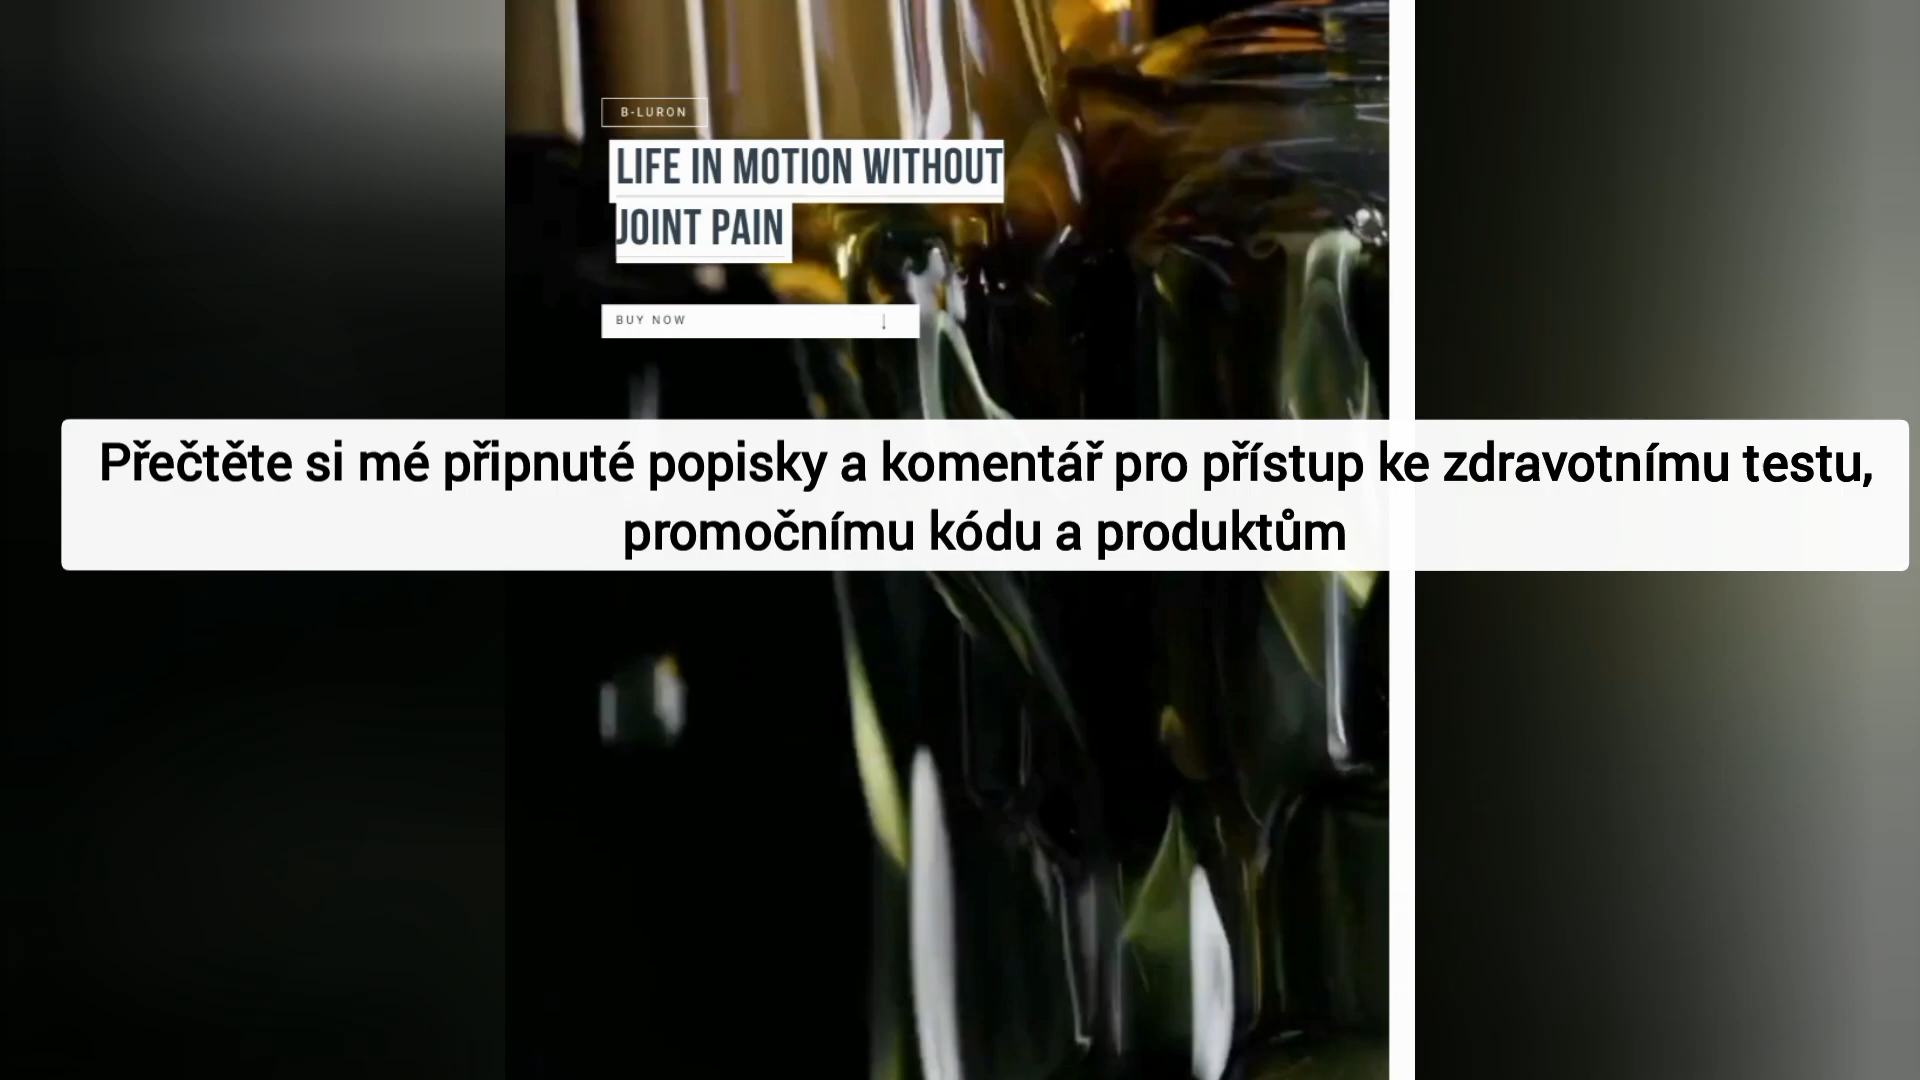 B-LURON
LIFE IN MOTION WITHOUT
JOINT PAIN
BUY NOW
Přečtěte si mé připnuté popisky a komentář pro přístup ke zdravotnímu testu,
promočnímu kódu a produktům